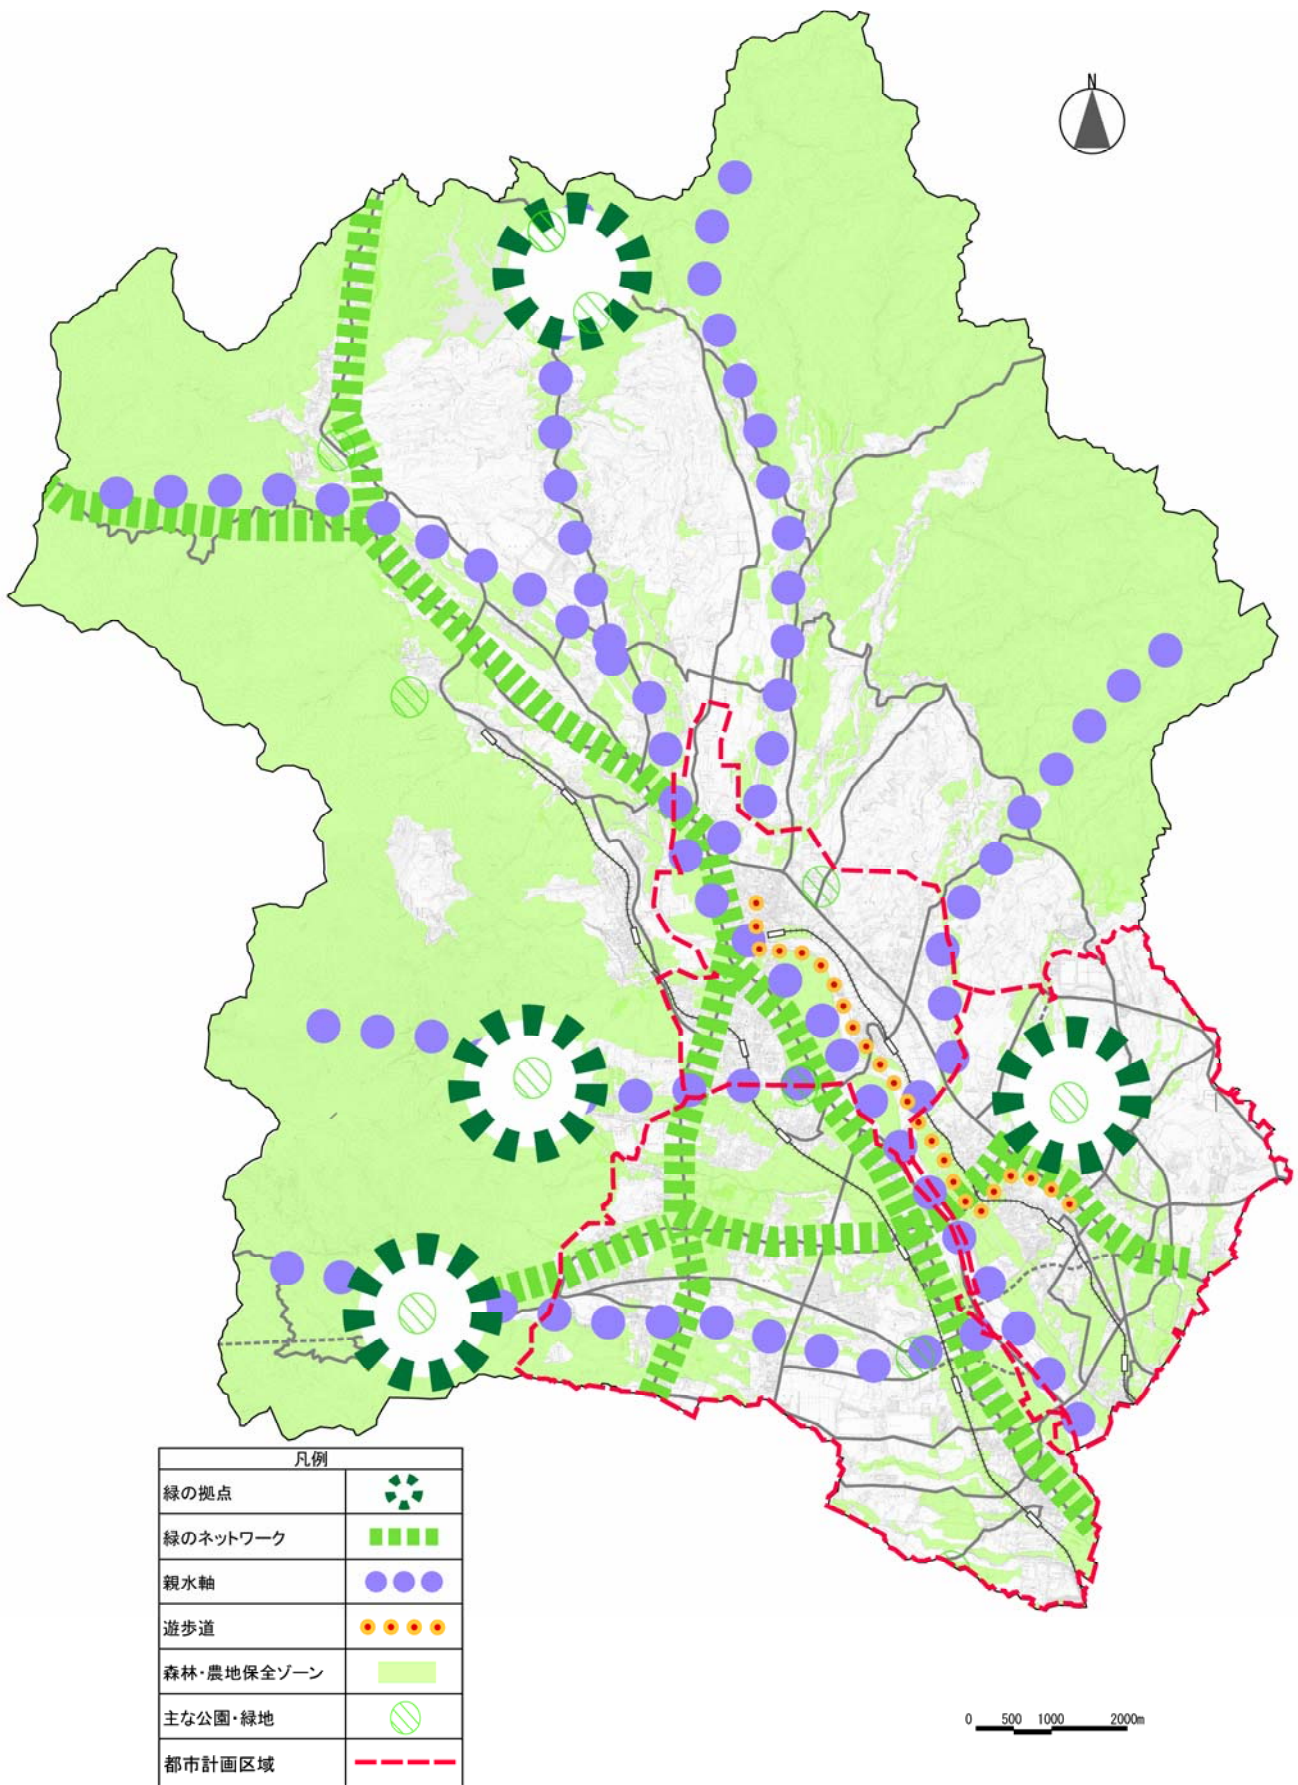 N
凡例
緑の拠点
緑のネットワーク
親水軸
遊歩道
森林・農地保全ゾーン
主な公園・緑地
都市計画区域
0 500 1000 2000m